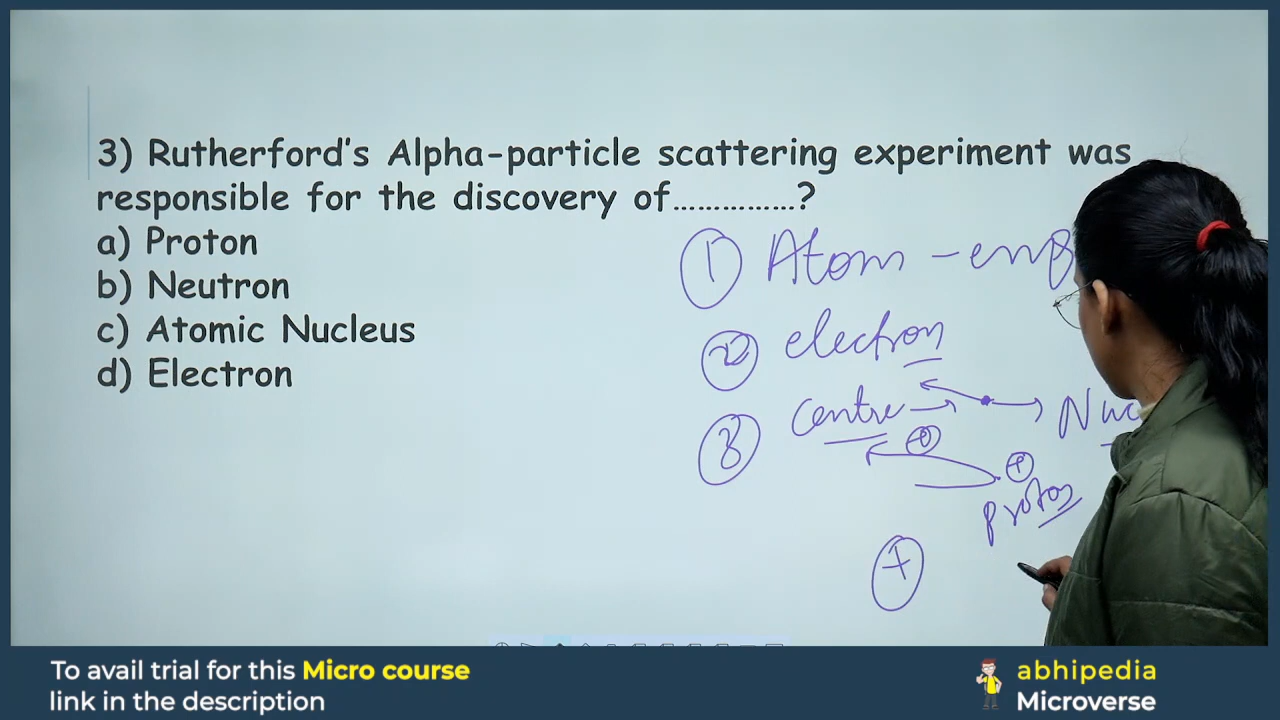 3) Rutherford's Alpha-particle scattering experiment was
responsible for the discovery of...............?
a) Proton
b) Neutron
c) Atomic Nucleus
d) Electron
① Atom - emp
② electron
③ Centre → Nuc
+ +
proton
+
To avail trial for this Micro course
link in the description
abhipedia
Microverse